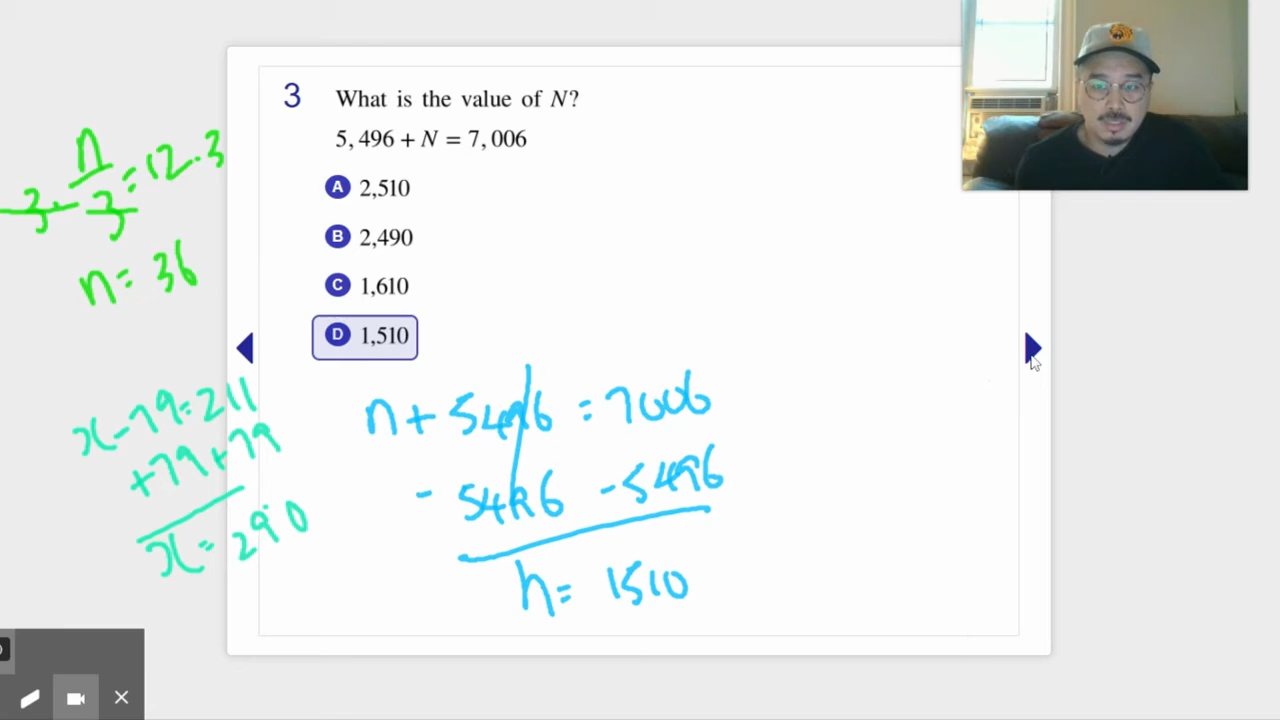 3 What is the value of N?
5,496 + N = 7,006
A 2,510
B 2,490
C 1,610
D 1,510
n/3 = 12·3
3·
n = 36
x-79=211
+79+79
x=290
n+5496=7006
-5496 -5496
n= 1510